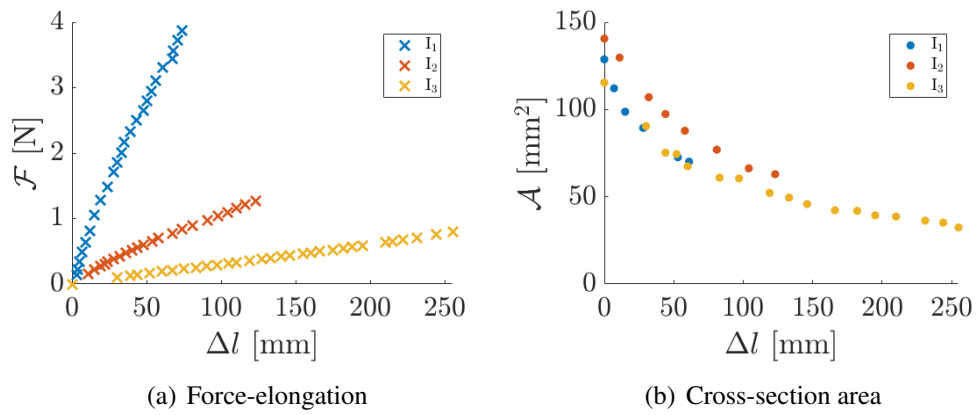 4
3
2
1
0
ℱ [N]
I₁
I₂
I₃
0 50 100 150 200 250
Δl [mm]
(a) Force-elongation
150
100
50
0
𝒜 [mm²]
I₁
I₂
I₃
0 50 100 150 200 250
Δl [mm]
(b) Cross-section area